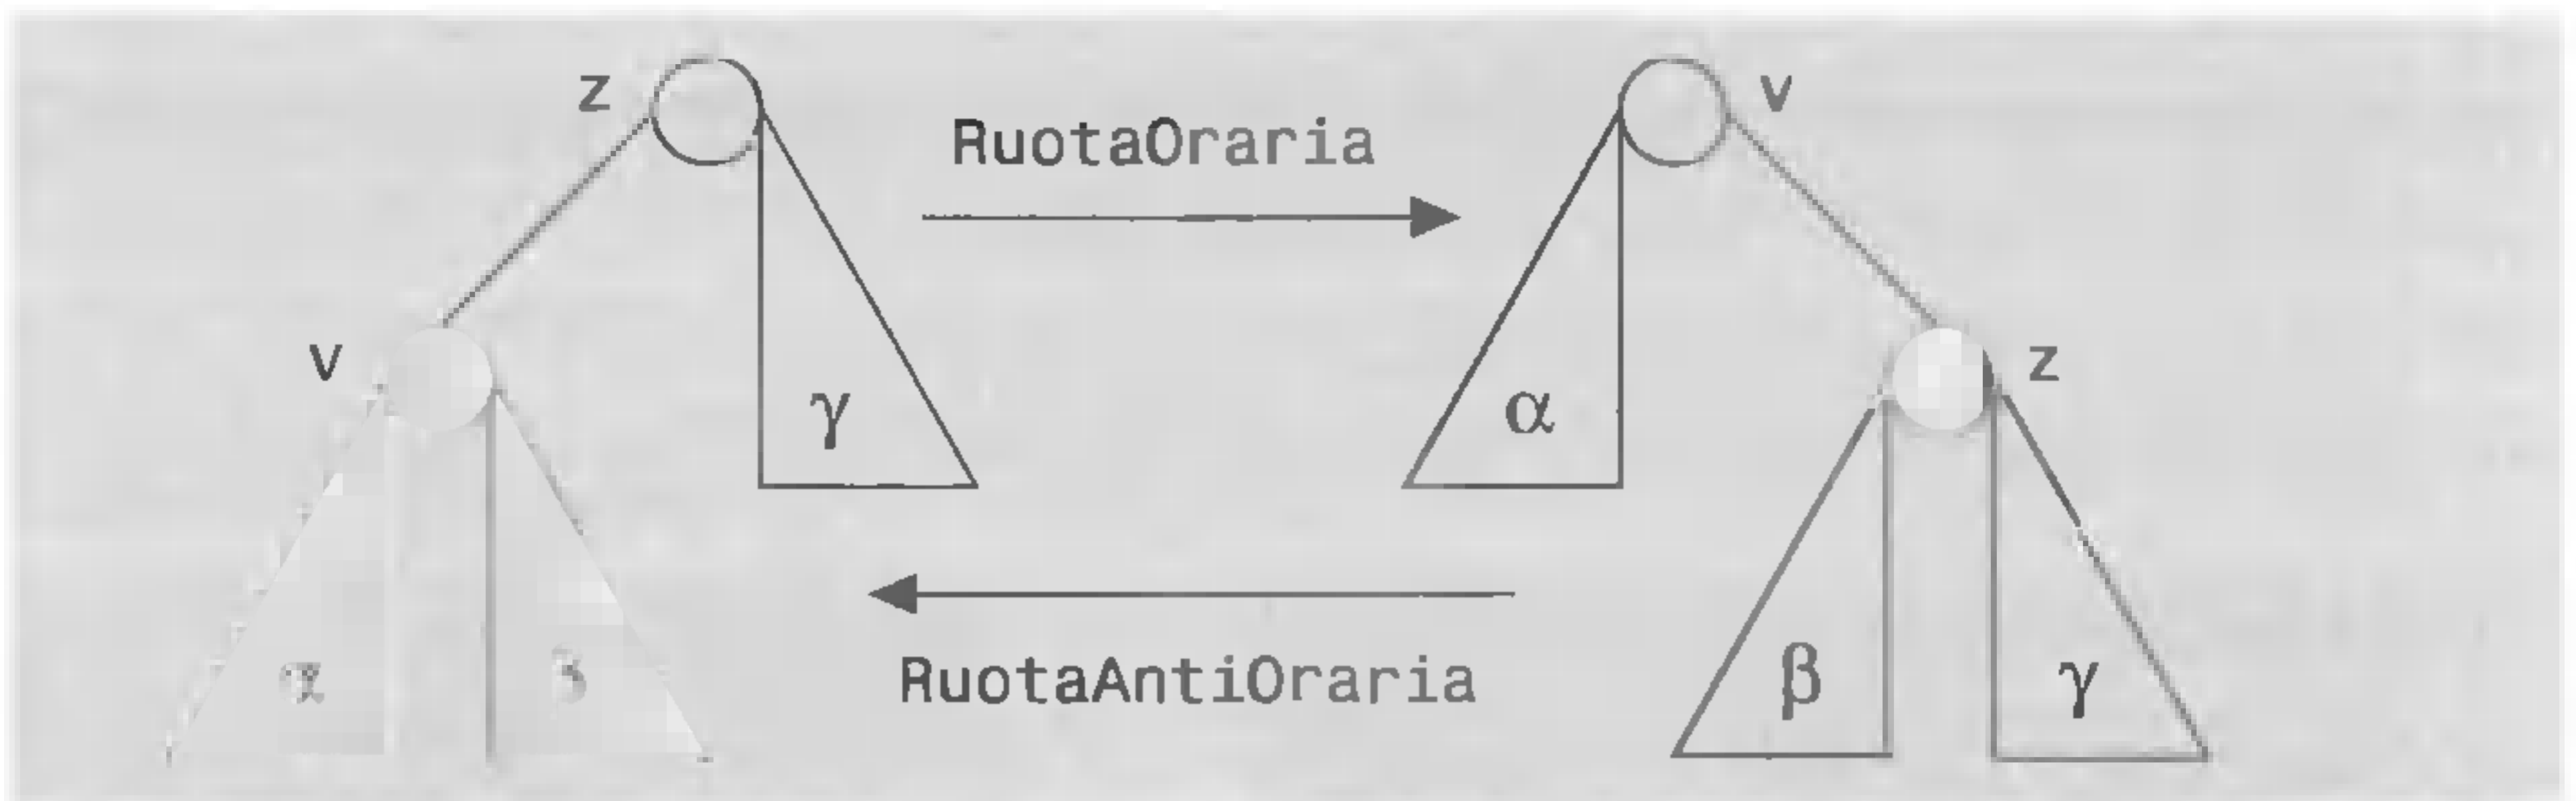 z
RuotaOraria
v
v
γ
α
z
α
RuotaAntiOraria
β
γ